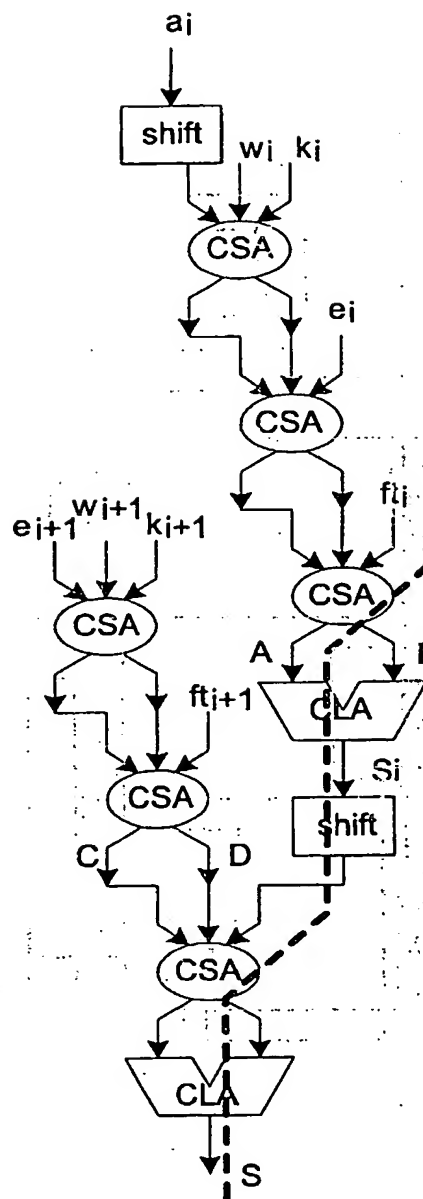 ai
shift
wi ki
CSA
ei
CSA
fti
ei+1 wi+1 ki+1
CSA
CSA
A
CLA
fti+1
Si
CSA
shift
C D
CSA
CLA
S